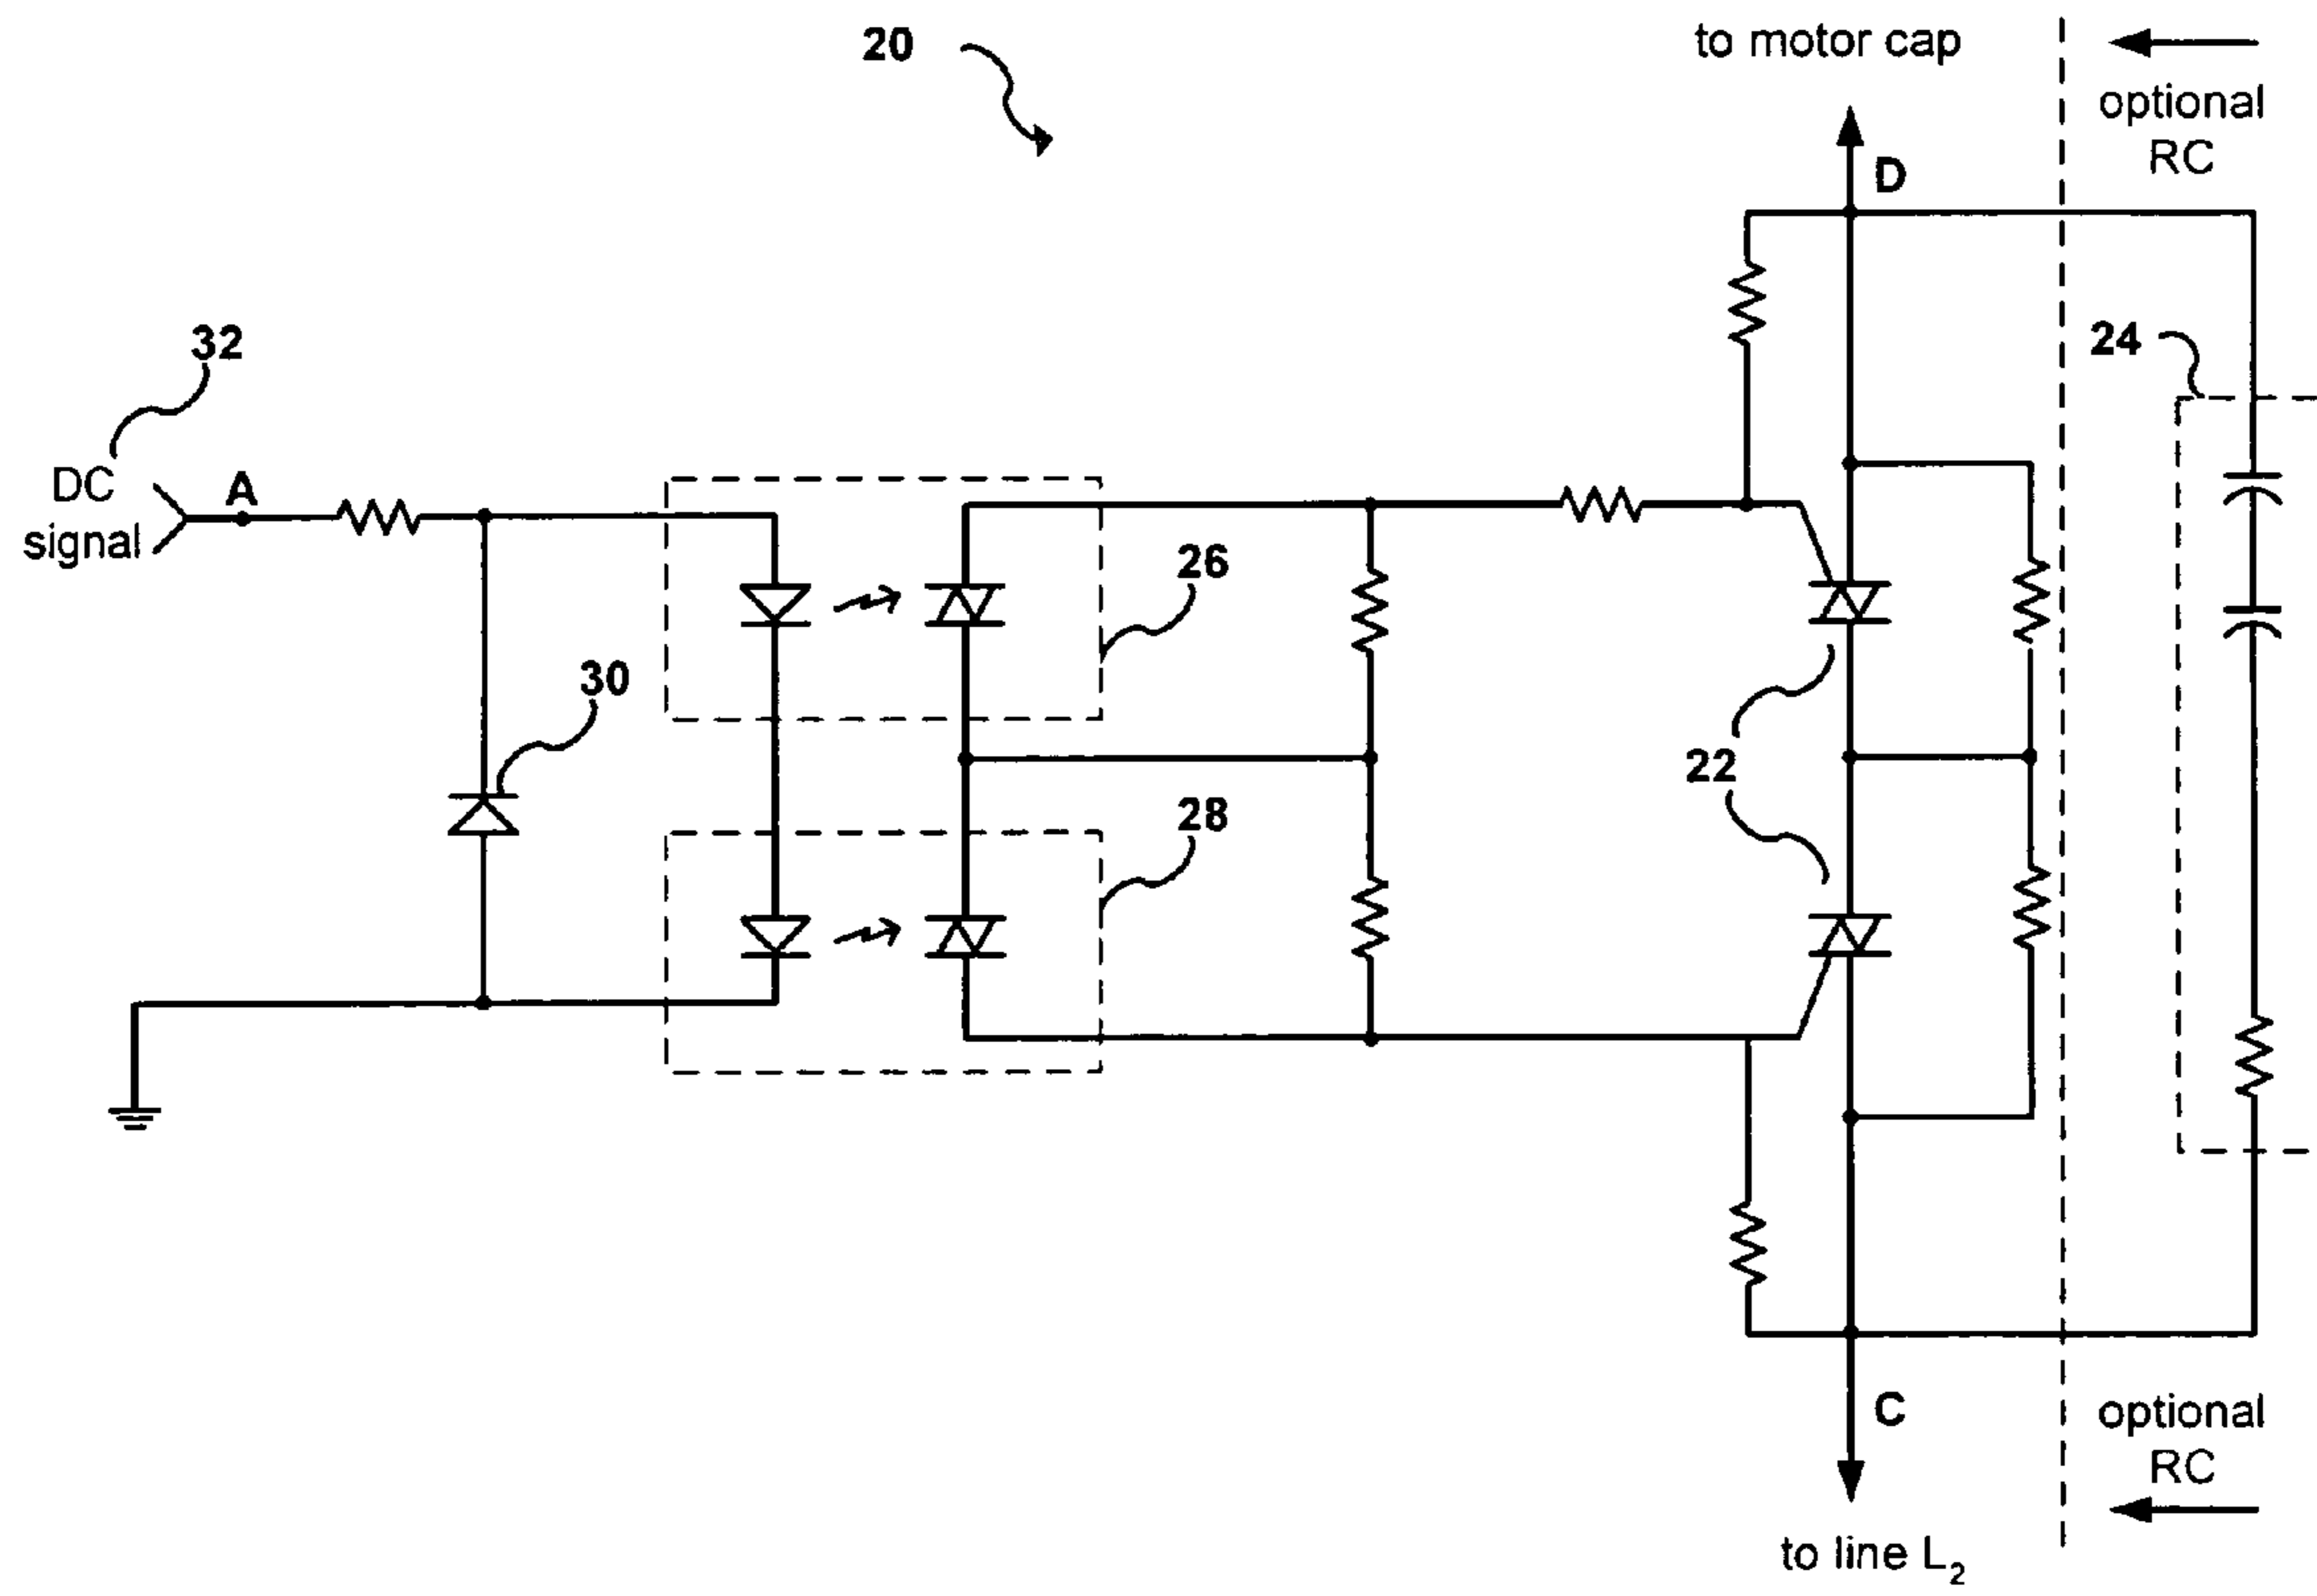 20
to motor cap
optional
RC
D
32
24
DC
signal
A
26
30
22
28
C
optional
RC
to line L₂